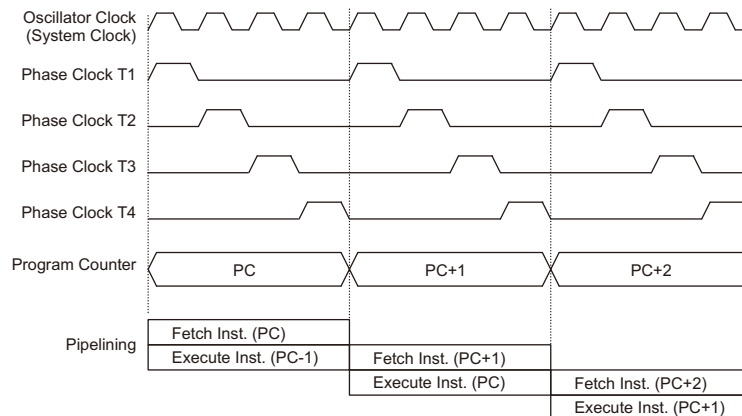 Oscillator Clock
(System Clock)
Phase Clock T1
Phase Clock T2
Phase Clock T3
Phase Clock T4
Program Counter
PC
PC+1
PC+2
Pipelining
Fetch Inst. (PC)
Execute Inst. (PC-1)
Fetch Inst. (PC+1)
Execute Inst. (PC)
Fetch Inst. (PC+2)
Execute Inst. (PC+1)